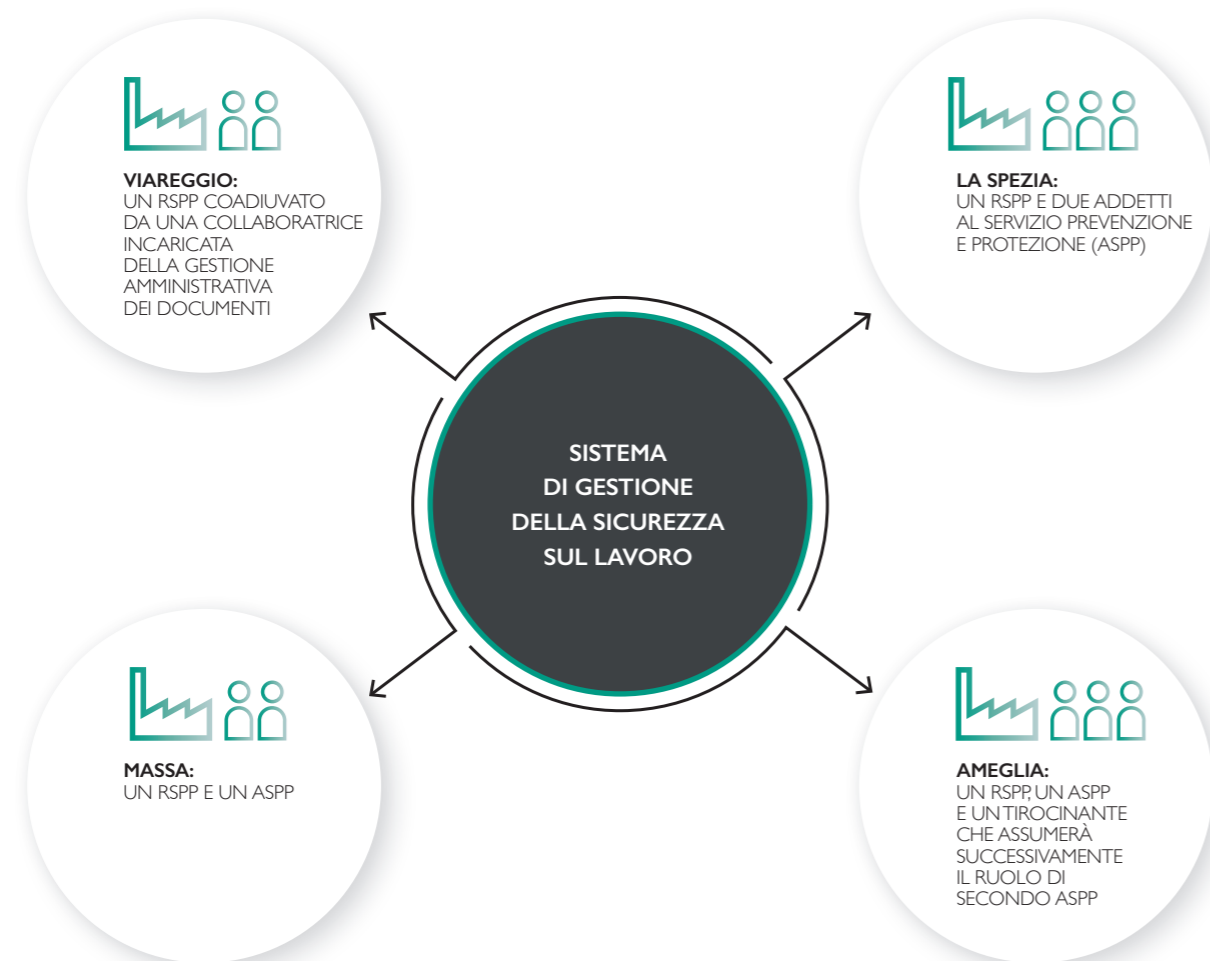 VIAREGGIO:
UN RSPP COADIUVATO
DA UNA COLLABORATRICE
INCARICATA
DELLA GESTIONE
AMMINISTRATIVA
DEI DOCUMENTI
LA SPEZIA:
UN RSPP E DUE ADDETTI
AL SERVIZIO PREVENZIONE
E PROTEZIONE (ASPP)
SISTEMA
DI GESTIONE
DELLA SICUREZZA
SUL LAVORO
MASSA:
UN RSPP E UN ASPP
AMEGLIA:
UN RSPP, UN ASPP
E UN TIROCINANTE
CHE ASSUMERÀ
SUCCESSIVAMENTE
IL RUOLO DI
SECONDO ASPP